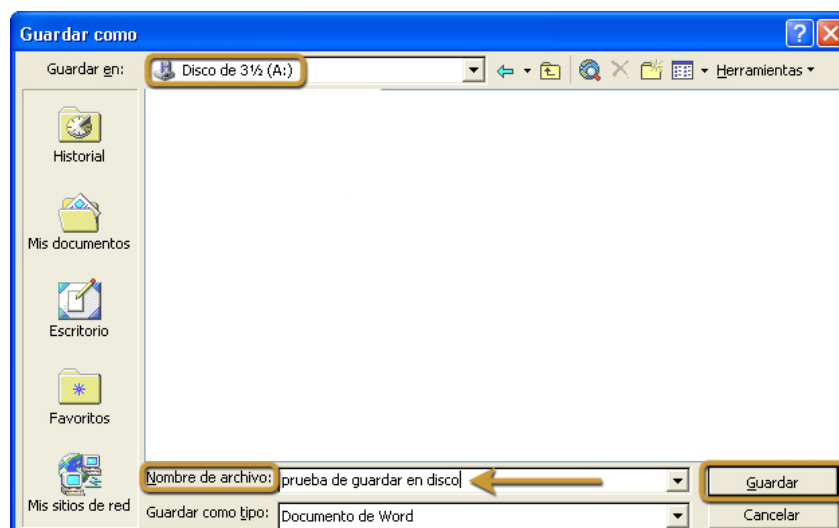 Guardar como
Guardar en: Disco de 3½ (A:) Herramientas
Historial
Mis documentos
Escritorio
Favoritos
Mis sitios de red
Nombre de archivo: prueba de guardar en disco Guardar
Guardar como tipo: Documento de Word Cancelar